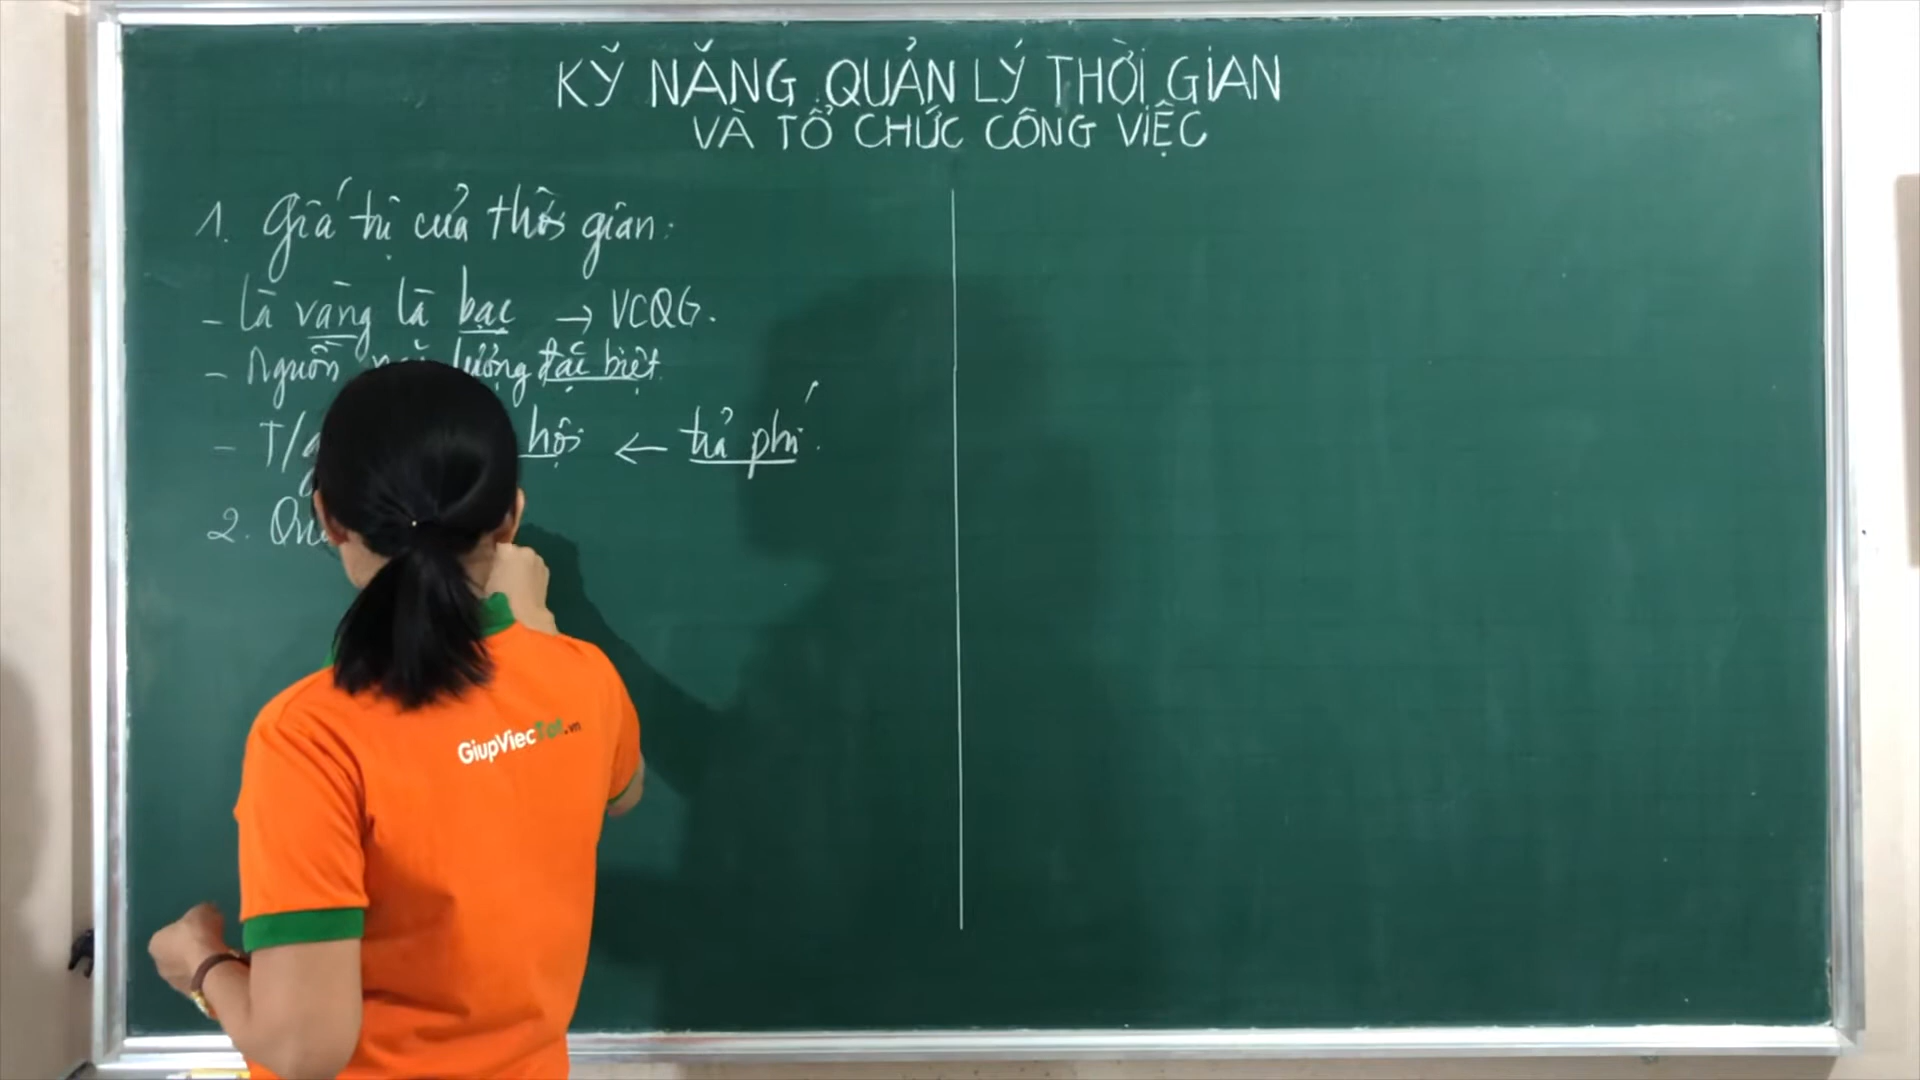 KỸ NĂNG QUẢN LÝ THỜI GIAN
VÀ TỔ CHỨC CÔNG VIỆC
1. Giá trị của thời gian:
- Là vàng là bạc → VCQG.
- Nguồn lượng đặc biệt.
- T/g hội ← trả phí.
2.
GiupViecTot.vn